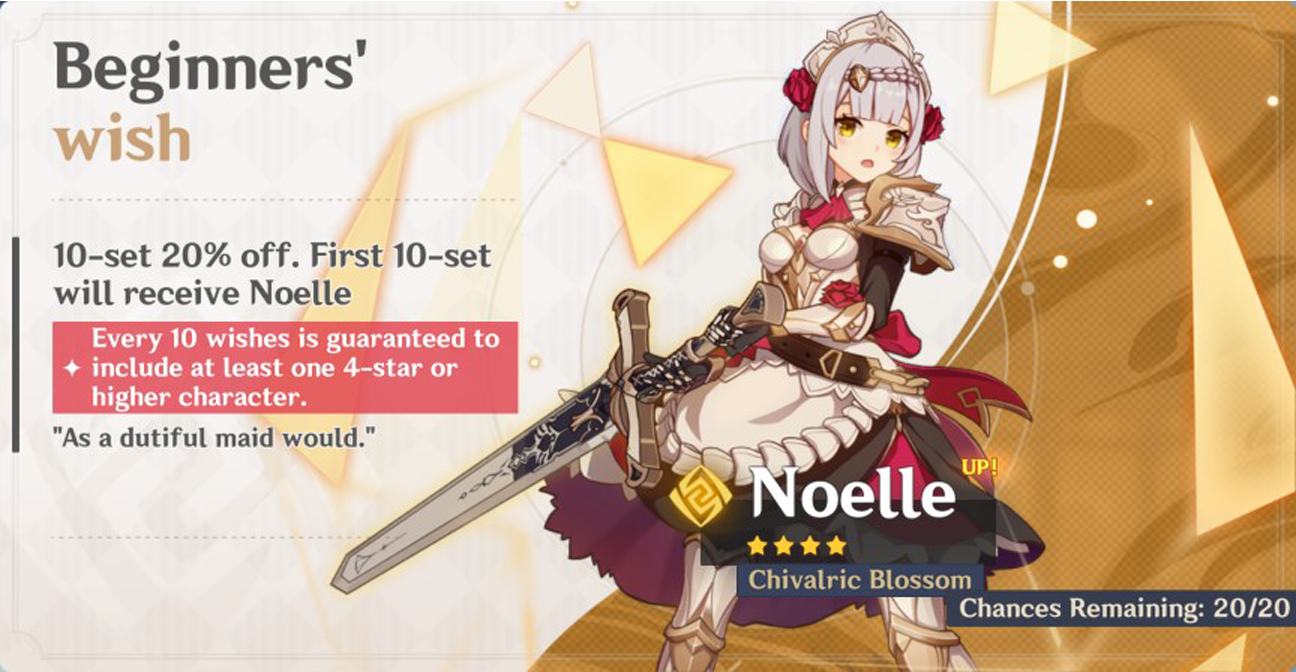 Beginners'
wish
10-set 20% off. First 10-set
will receive Noelle
Every 10 wishes is guaranteed to
include at least one 4-star or
higher character.
"As a dutiful maid would."
UP!
Noelle
Chivalric Blossom
Chances Remaining: 20/20